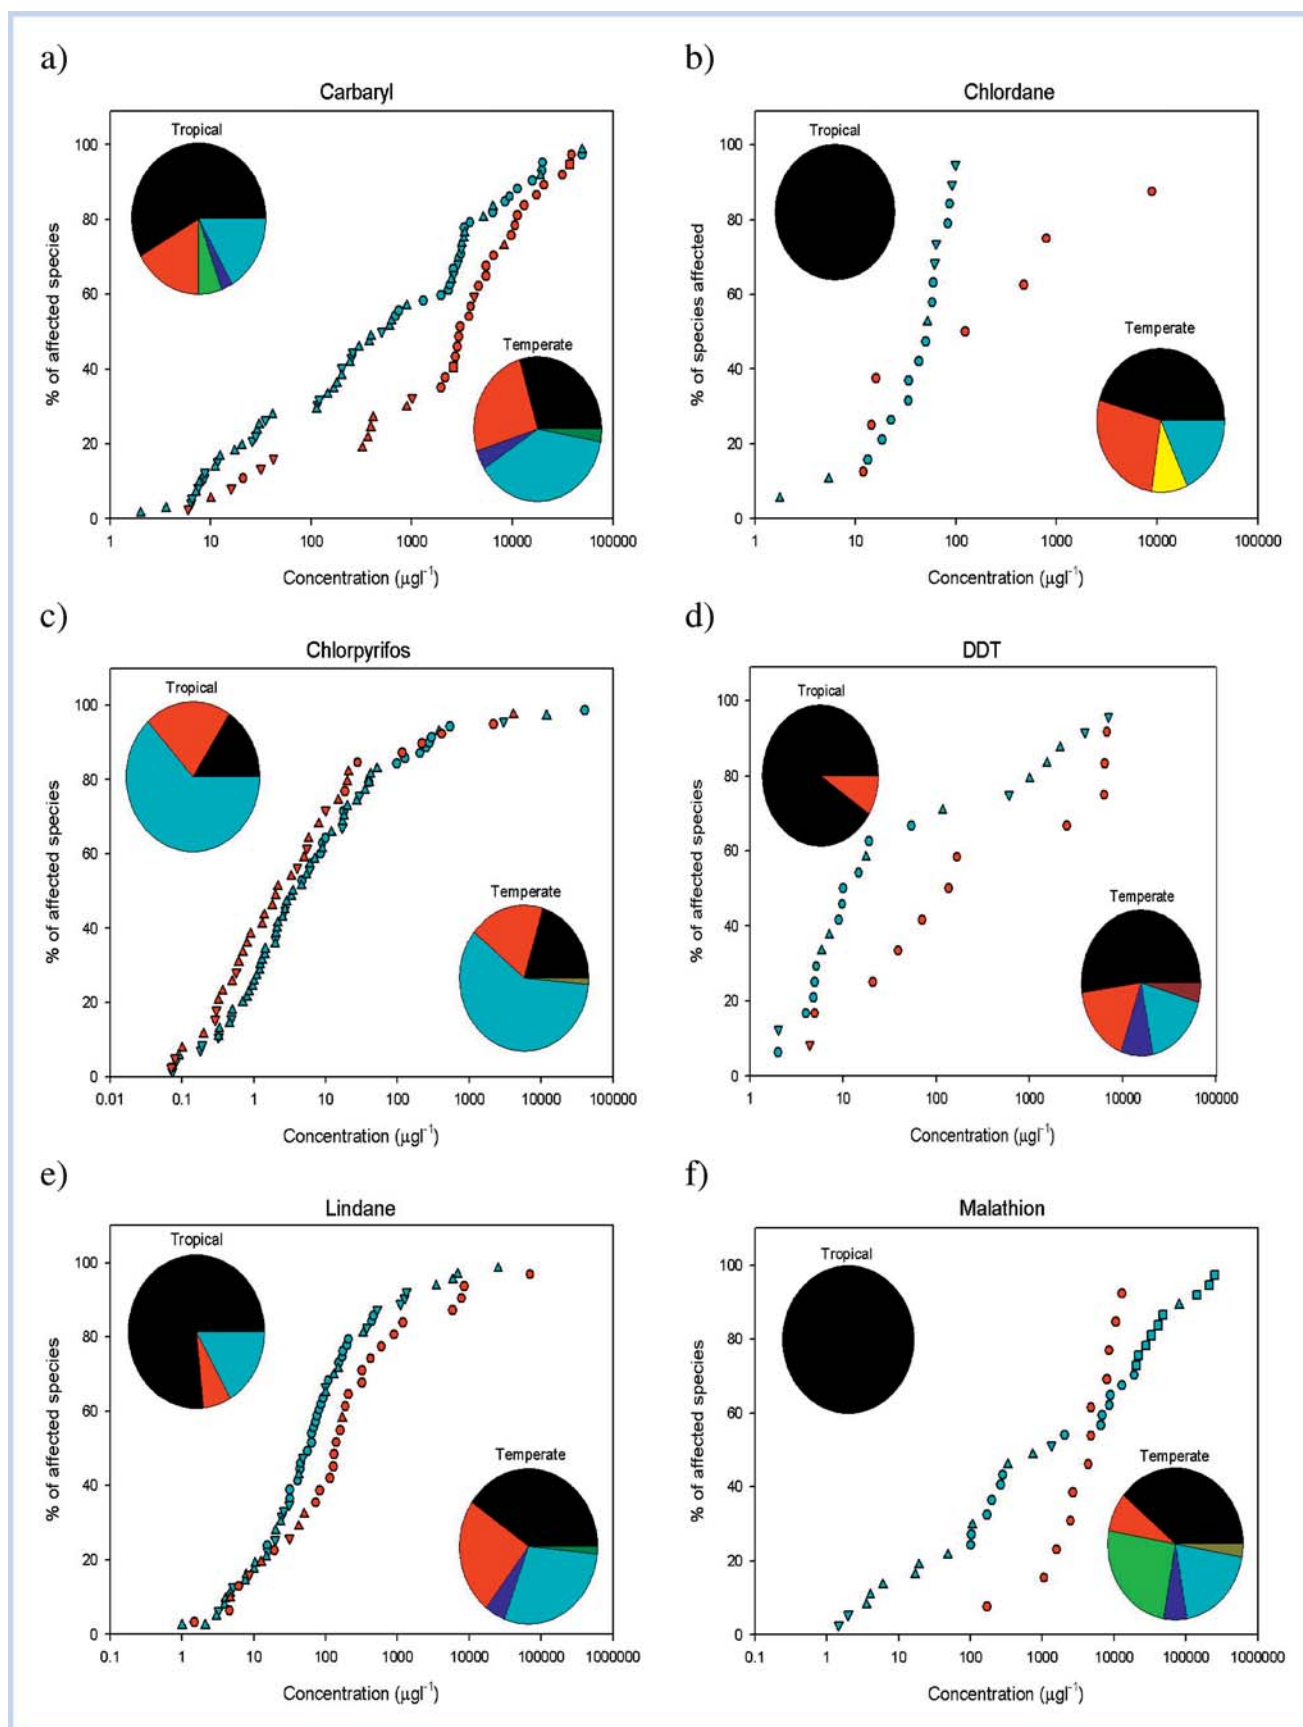 a)
Carbaryl
% of affected species
100
80
60
40
20
0
Tropical
Temperate
1 10 100 1000 10000 100000
Concentration (µgl⁻¹)
b)
Chlordane
% of species affected
100
80
60
40
20
0
Tropical
Temperate
1 10 100 1000 10000 100000
Concentration (µgl⁻¹)
c)
Chlorpyrifos
% of affected species
100
80
60
40
20
0
Tropical
Temperate
0.01 0.1 1 10 100 1000 10000 100000
Concentration (µgl⁻¹)
d)
DDT
% of affected species
100
80
60
40
20
0
Tropical
Temperate
1 10 100 1000 10000 100000
Concentration (µgl⁻¹)
e)
Lindane
% of affected species
100
80
60
40
20
0
Tropical
Temperate
0.1 1 10 100 1000 10000 100000 1000000
Concentration (µgl⁻¹)
f)
Malathion
% of affected species
100
80
60
40
20
0
Tropical
Temperate
0.1 1 10 100 1000 10000 100000 1000000
Concentration (µgl⁻¹)